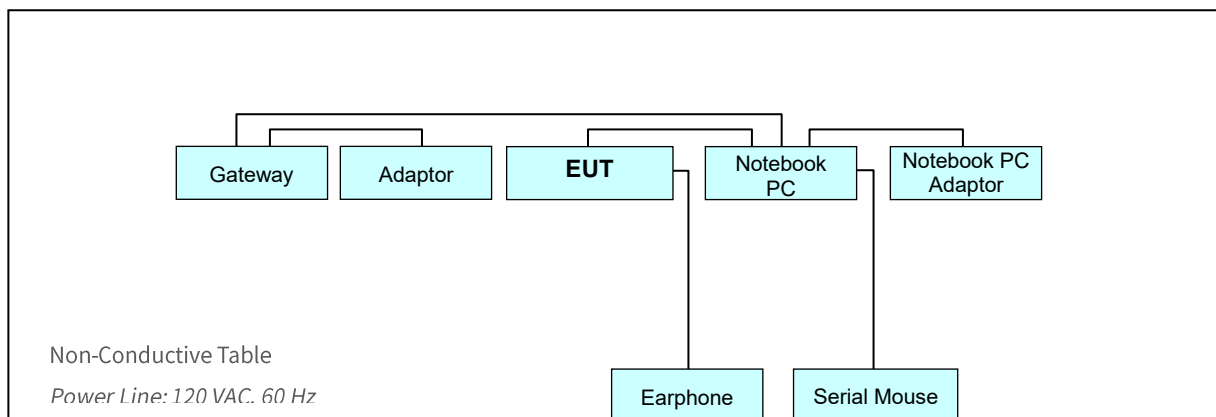 Gateway
Adaptor
EUT
Notebook
PC
Notebook PC
Adaptor
Non-Conductive Table
Power Line: 120 VAC, 60 Hz
Earphone
Serial Mouse